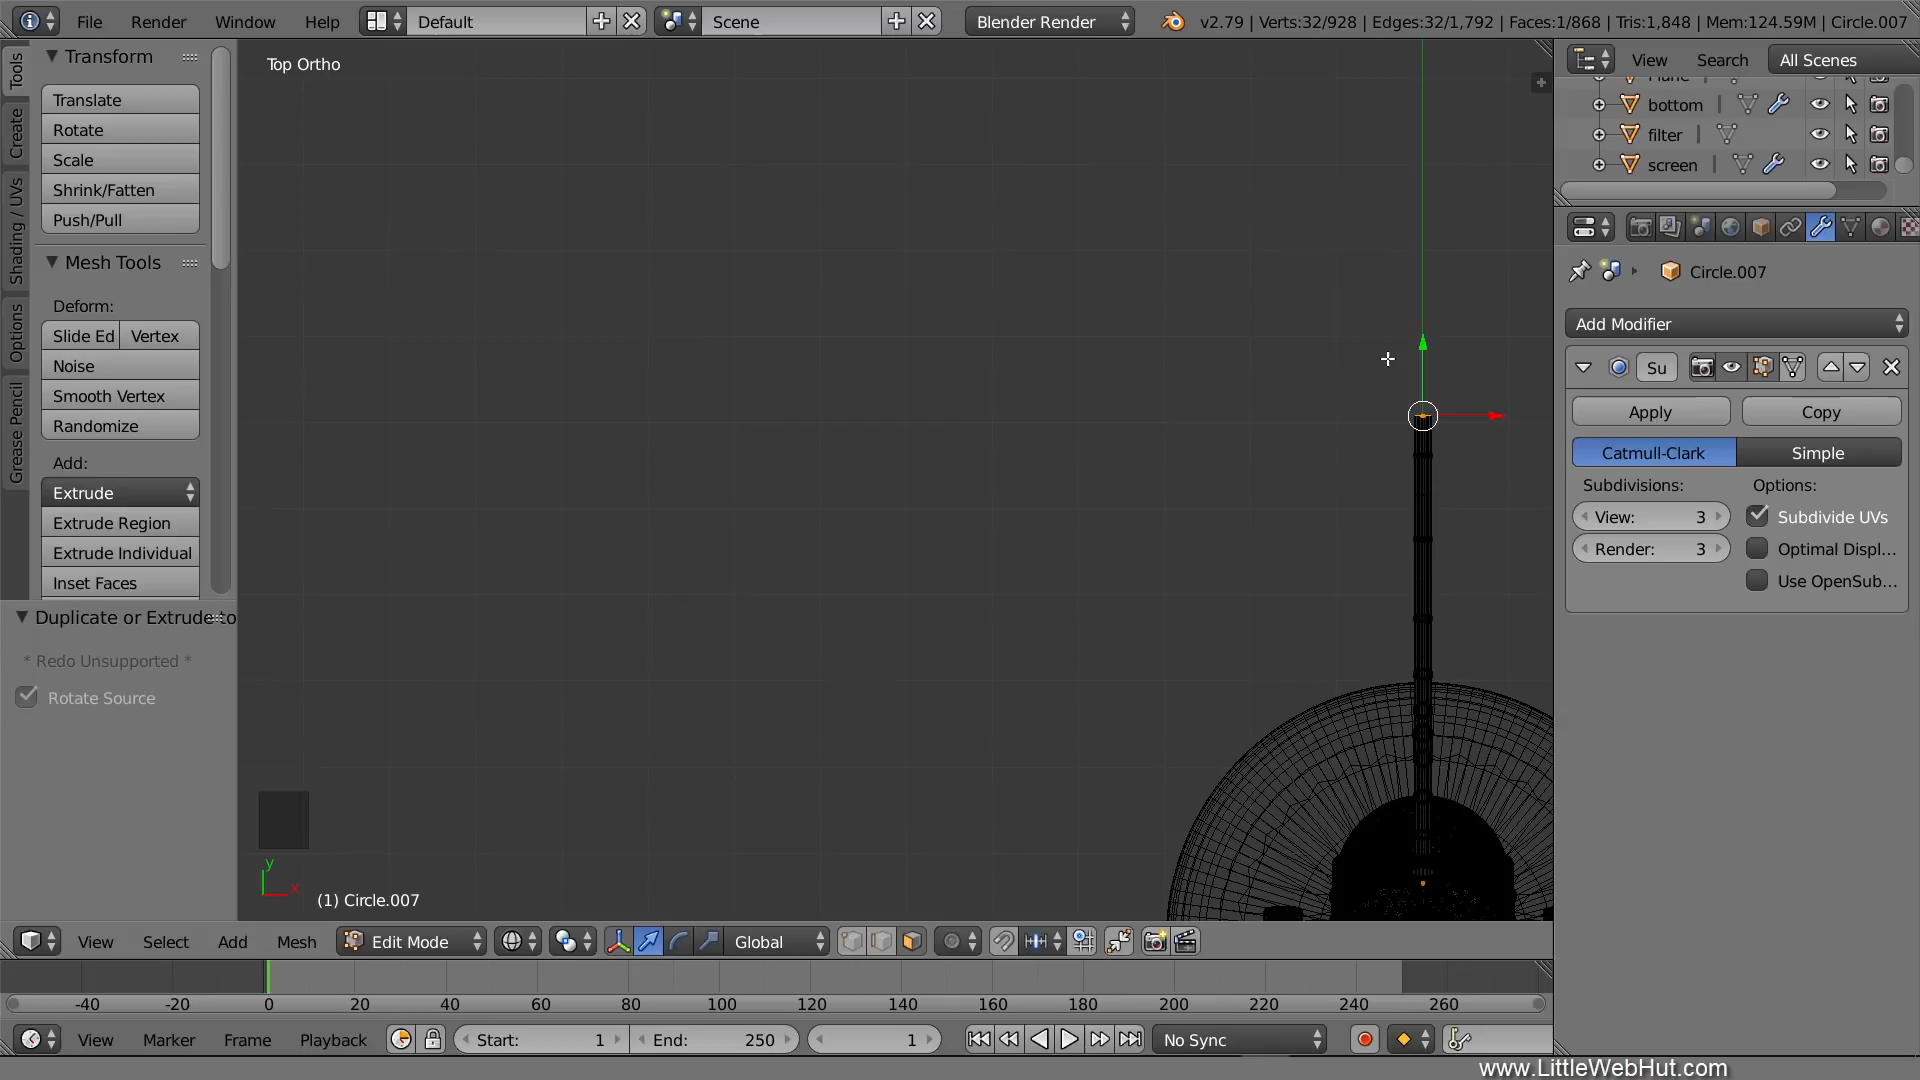 File Render Window Help Default Scene Blender Render v2.79 | Verts:32/928 | Edges:32/1,792 | Faces:1/868 | Tris:1,848 | Mem:124.59M | Circle.007
Tools
Create
Shading / UVs
Options
Grease Pencil
Transform
Translate
Rotate
Scale
Shrink/Fatten
Push/Pull
Mesh Tools
Deform:
Slide Ed Vertex
Noise
Smooth Vertex
Randomize
Add:
Extrude
Extrude Region
Extrude Individual
Inset Faces
Duplicate or Extrude to
* Redo Unsupported *
Rotate Source
Top Ortho
y
x
(1) Circle.007
View Search All Scenes
Plane
bottom
filter
screen
Circle.007
Add Modifier
Su
Apply Copy
Catmull-Clark Simple
Subdivisions: Options:
View: 3 Subdivide UVs
Render: 3 Optimal Displ...
Use OpenSub...
View Select Add Mesh Edit Mode Global
-40 -20 0 20 40 60 80 100 120 140 160 180 200 220 240 260
View Marker Frame Playback Start: 1 End: 250 1 No Sync
www.LittleWebHut.com